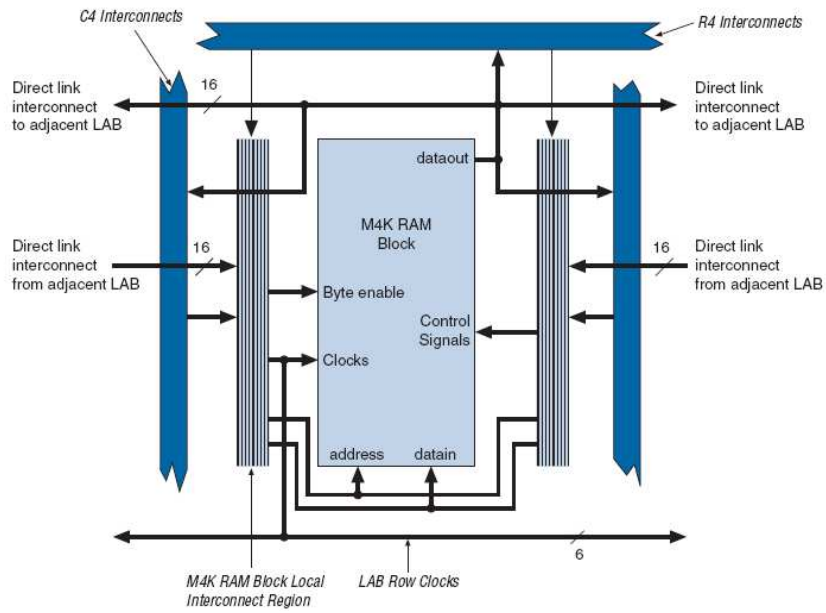 C4 Interconnects
R4 Interconnects
Direct link
interconnect
to adjacent LAB
16
Direct link
interconnect
to adjacent LAB
dataout
M4K RAM
Block
Direct link
interconnect
from adjacent LAB
16
16
Direct link
interconnect
from adjacent LAB
Byte enable
Control
Signals
Clocks
address
datain
6
M4K RAM Block Local
Interconnect Region
LAB Row Clocks